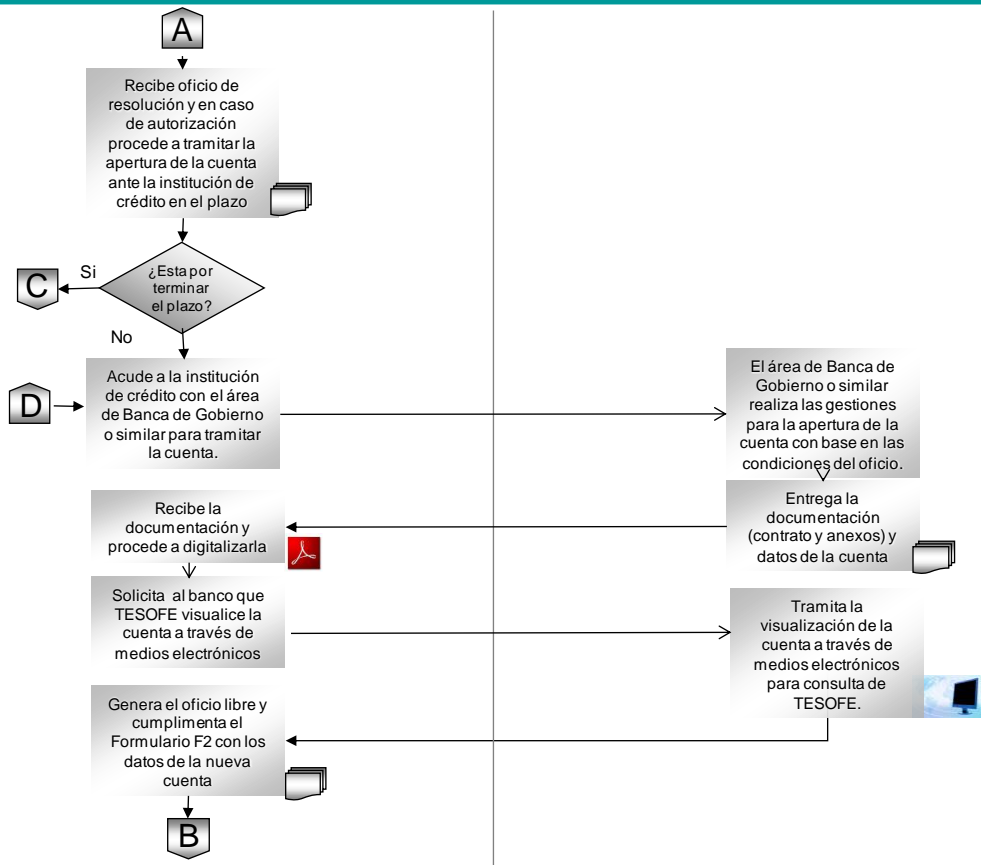 A
Recibe oficio de
resolución y en caso
de autorización
procede a tramitar la
apertura de la cuenta
ante la institución de
crédito en el plazo
¿Esta por
terminar
el plazo?
Si
C
No
D
Acude a la institución
de crédito con el área
de Banca de Gobierno
o similar para tramitar
la cuenta.
El área de Banca de
Gobierno o similar
realiza las gestiones
para la apertura de la
cuenta con base en las
condiciones del oficio.
Entrega la
documentación
(contrato y anexos) y
datos de la cuenta
Recibe la
documentación y
procede a digitalizarla
Solicita al banco que
TESOFE visualice la
cuenta a través de
medios electrónicos
Tramita la
visualización de la
cuenta a través de
medios electrónicos
para consulta de
TESOFE.
Genera el oficio libre y
cumplimenta el
Formulario F2 con los
datos de la nueva
cuenta
B